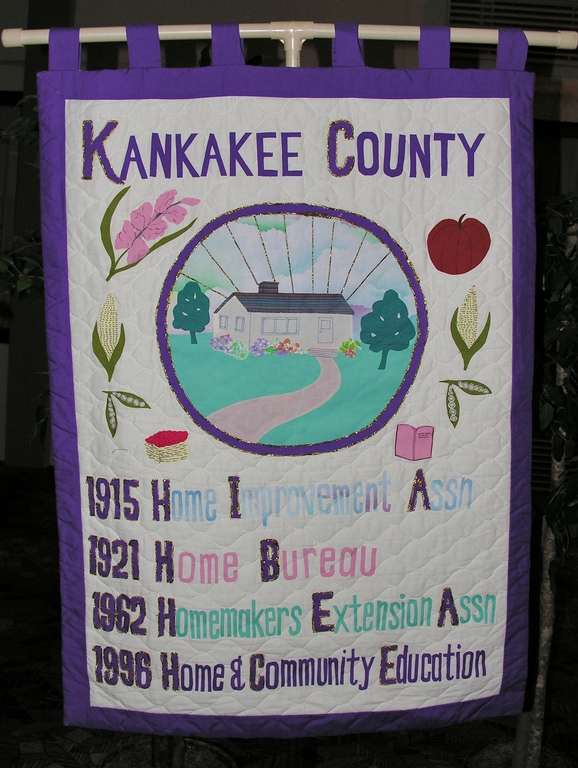 KANKAKEE COUNTY
1915 Home Improvement Assn
1921 Home Bureau
1962 Homemakers Extension Assn
1996 Home & Community Education